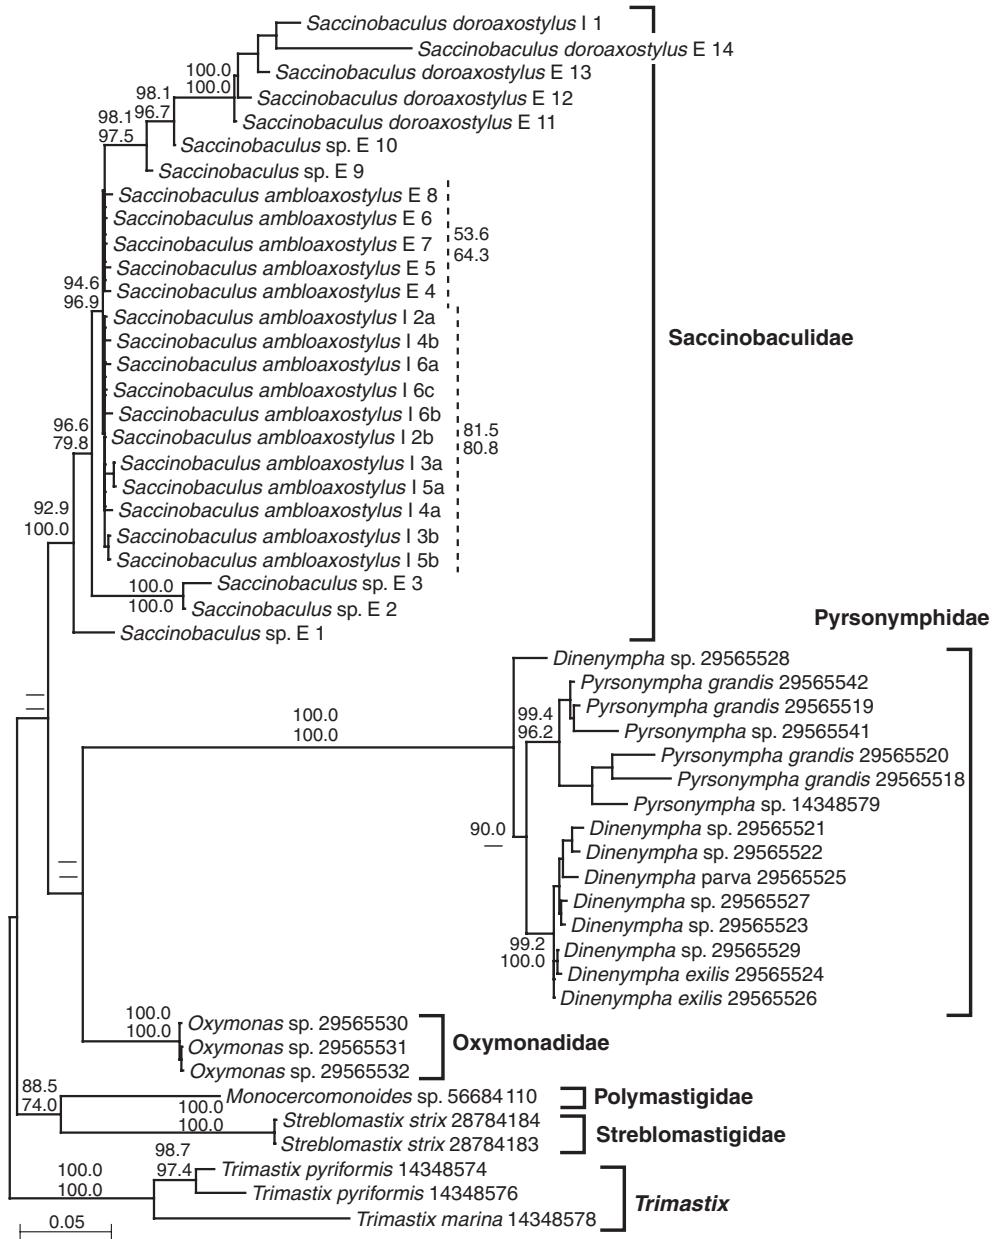 Saccinobaculus doroaxostylus I 1
Saccinobaculus doroaxostylus E 14
100.0
Saccinobaculus doroaxostylus E 13
100.0
98.1
Saccinobaculus doroaxostylus E 12
98.1
96.7
Saccinobaculus doroaxostylus E 11
97.5
Saccinobaculus sp. E 10
Saccinobaculus sp. E 9
Saccinobaculus ambloaxostylus E 8
Saccinobaculus ambloaxostylus E 6
53.6
Saccinobaculus ambloaxostylus E 7
64.3
Saccinobaculus ambloaxostylus E 5
94.6
Saccinobaculus ambloaxostylus E 4
96.9
Saccinobaculus ambloaxostylus I 2a
Saccinobaculidae
Saccinobaculus ambloaxostylus I 4b
Saccinobaculus ambloaxostylus I 6a
Saccinobaculus ambloaxostylus I 6c
Saccinobaculus ambloaxostylus I 6b
96.6
81.5
Saccinobaculus ambloaxostylus I 2b
79.8
80.8
Saccinobaculus ambloaxostylus I 3a
Saccinobaculus ambloaxostylus I 5a
92.9
Saccinobaculus ambloaxostylus I 4a
100.0
Saccinobaculus ambloaxostylus I 3b
Saccinobaculus ambloaxostylus I 5b
100.0
Saccinobaculus sp. E 3
100.0
Saccinobaculus sp. E 2
Pyrsonymphidae
Saccinobaculus sp. E 1
Dinenympha sp. 29565528
Pyrsonympha grandis 29565542
Pyrsonympha grandis 29565519
100.0
99.4
Pyrsonympha sp. 29565541
100.0
96.2
Pyrsonympha grandis 29565520
Pyrsonympha grandis 29565518
Pyrsonympha sp. 14348579
90.0
—
Dinenympha sp. 29565521
Dinenympha sp. 29565522
Dinenympha parva 29565525
Dinenympha sp. 29565527
Dinenympha sp. 29565523
99.2
Dinenympha sp. 29565529
100.0
Dinenympha exilis 29565524
Dinenympha exilis 29565526
100.0
Oxymonas sp. 29565530
100.0
Oxymonas sp. 29565531
Oxymonadidae
Oxymonas sp. 29565532
88.5
Monocercomonoides sp. 56684110
Polymastigidae
74.0
100.0
Streblomastix strix 28784184
100.0
Streblomastigidae
Streblomastix strix 28784183
98.7
100.0
97.4
Trimastix pyriformis 14348574
100.0
Trimastix pyriformis 14348576
Trimastix
Trimastix marina 14348578
0.05